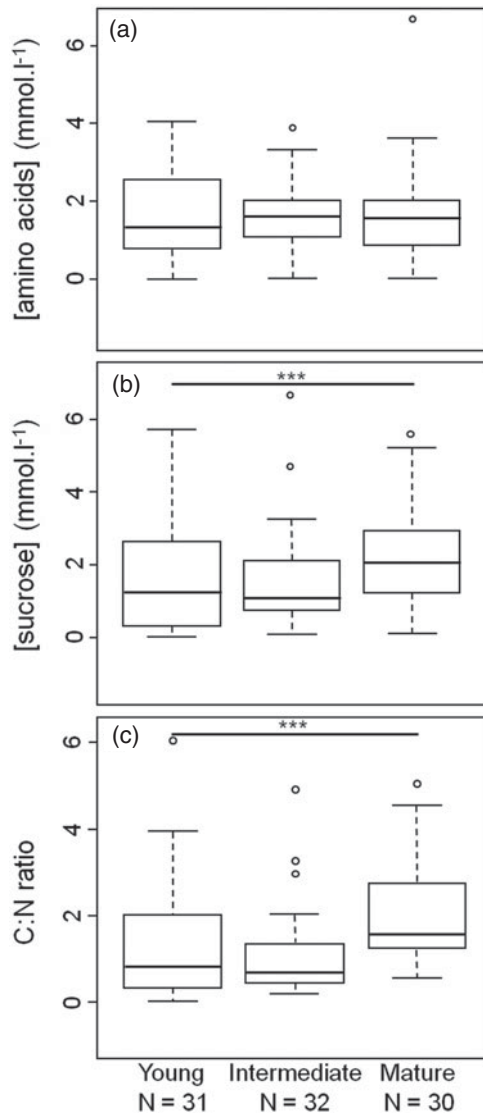 (a)
[amino acids] (mmol.l⁻¹)
6
4
2
0
(b)
***
[sucrose] (mmol.l⁻¹)
6
4
2
0
(c)
***
C:N ratio
6
4
2
0
Young Intermediate Mature
N = 31 N = 32 N = 30